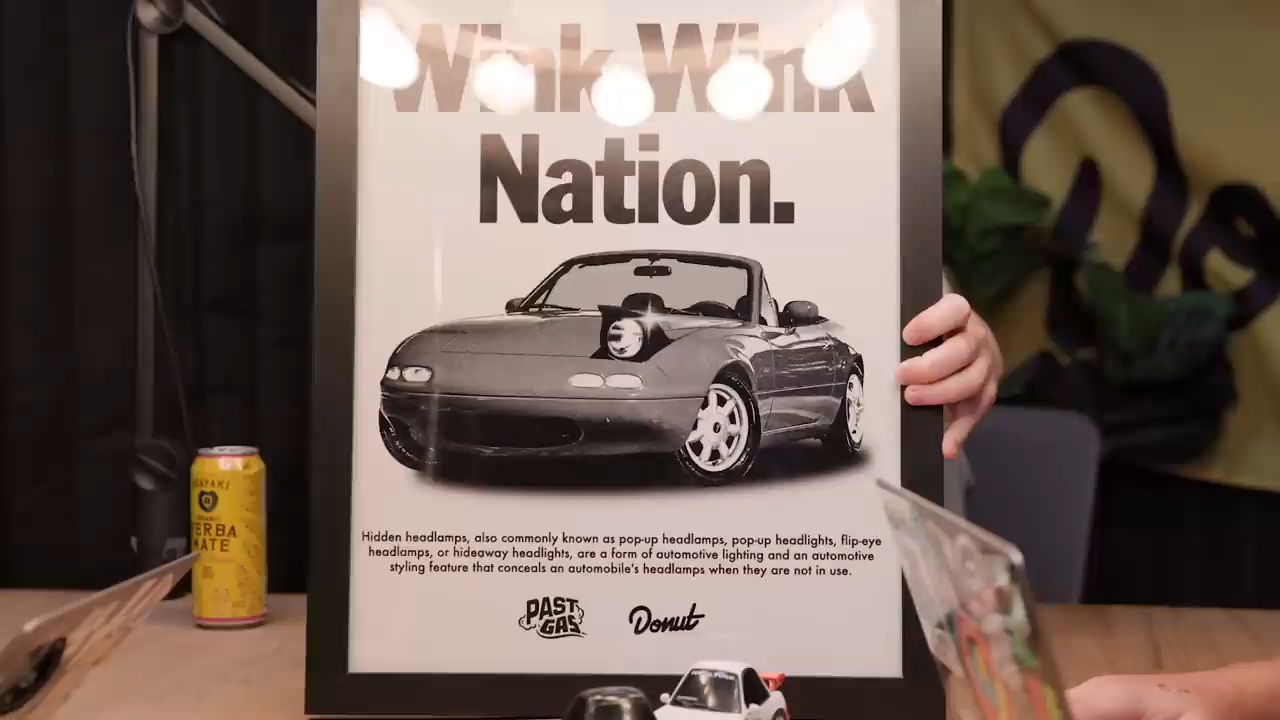 Wink Wink
Nation.
Hidden headlamps, also commonly known as pop-up headlamps, pop-up headlights, flip-eye
headlamps, or hideaway headlights, are a form of automotive lighting and an automotive
styling feature that conceals an automobile's headlamps when they are not in use.
PAST
GAS
Donut
YERBA
MATE